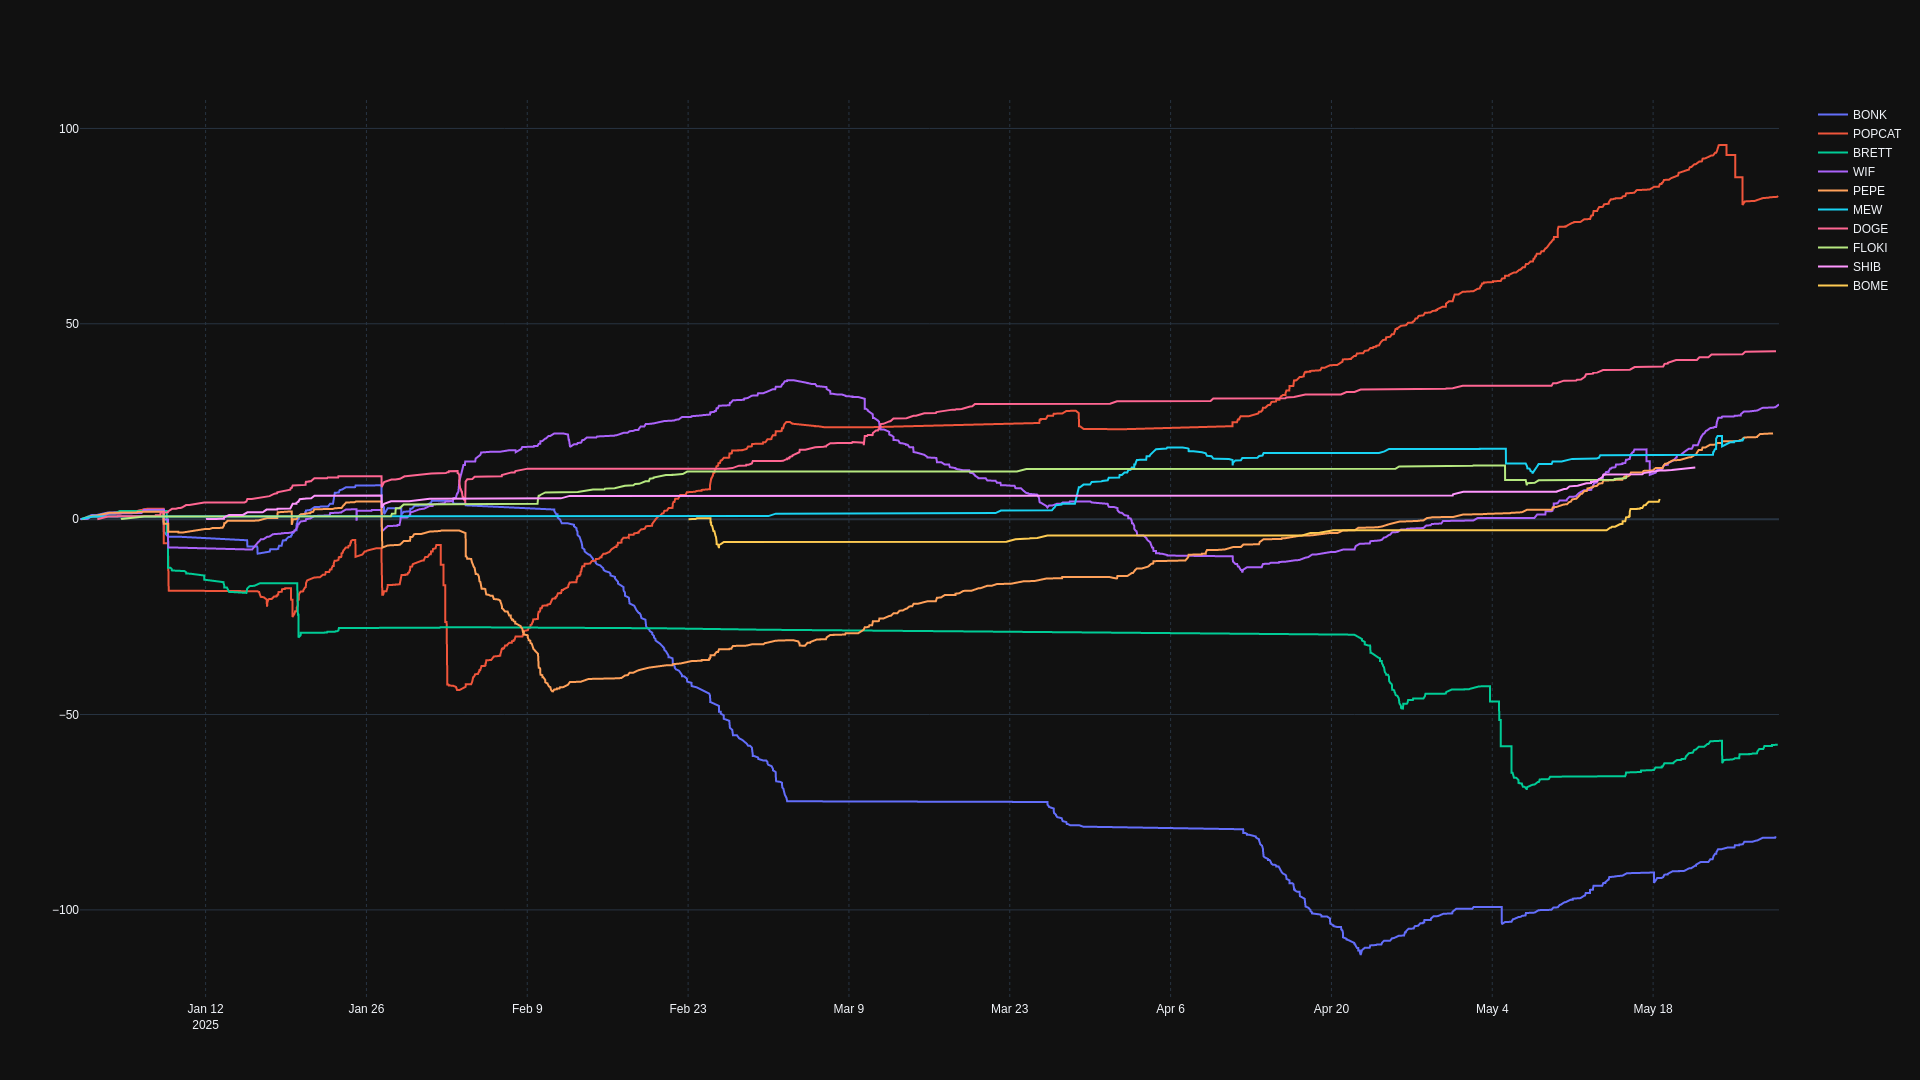 100
50
0
−50
−100
Jan 12
2025
Jan 26
Feb 9
Feb 23
Mar 9
Mar 23
Apr 6
Apr 20
May 4
May 18
BONK
POPCAT
BRETT
WIF
PEPE
MEW
DOGE
FLOKI
SHIB
BOME